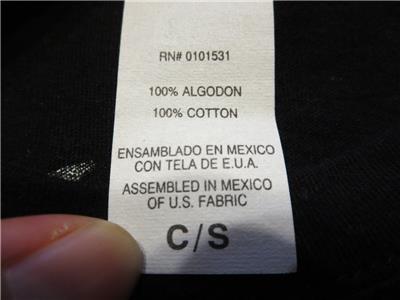 RN# 0101531
100% ALGODON
100% COTTON
ENSAMBLADO EN MEXICO
CON TELA DE E.U.A.
ASSEMBLED IN MEXICO
OF U.S. FABRIC
C/S